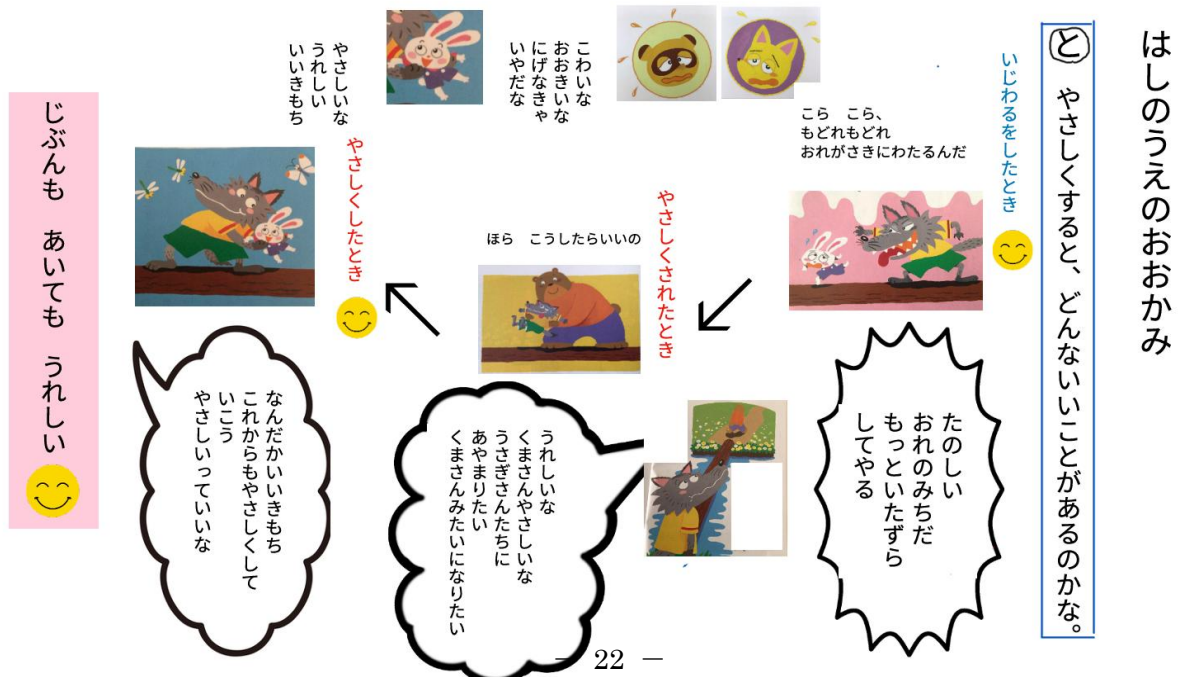 はしのうえのおおかみ
と　やさしくすると、どんないいことがあるのかな。
いじわるをしたとき
こら　こら、
もどれもどれ
おれがさきにわたるんだ
たのしい
おれのみちだ
もっといたずら
してやる
こわいな
おおきいな
にげなきゃ
いやだな
やさしくされたとき
ほら　こうしたらいいの
うれしいな
くまさんやさしいな
うさぎさんたちに
あやまりたい
くまさんみたいになりたい
やさしくしたとき
やさしいな
うれしい
いいきもち
なんだかいいきもち
これからもやさしくして
いこう
やさしいっていいな
じぶんも　あいても　うれしい
－ 22 －